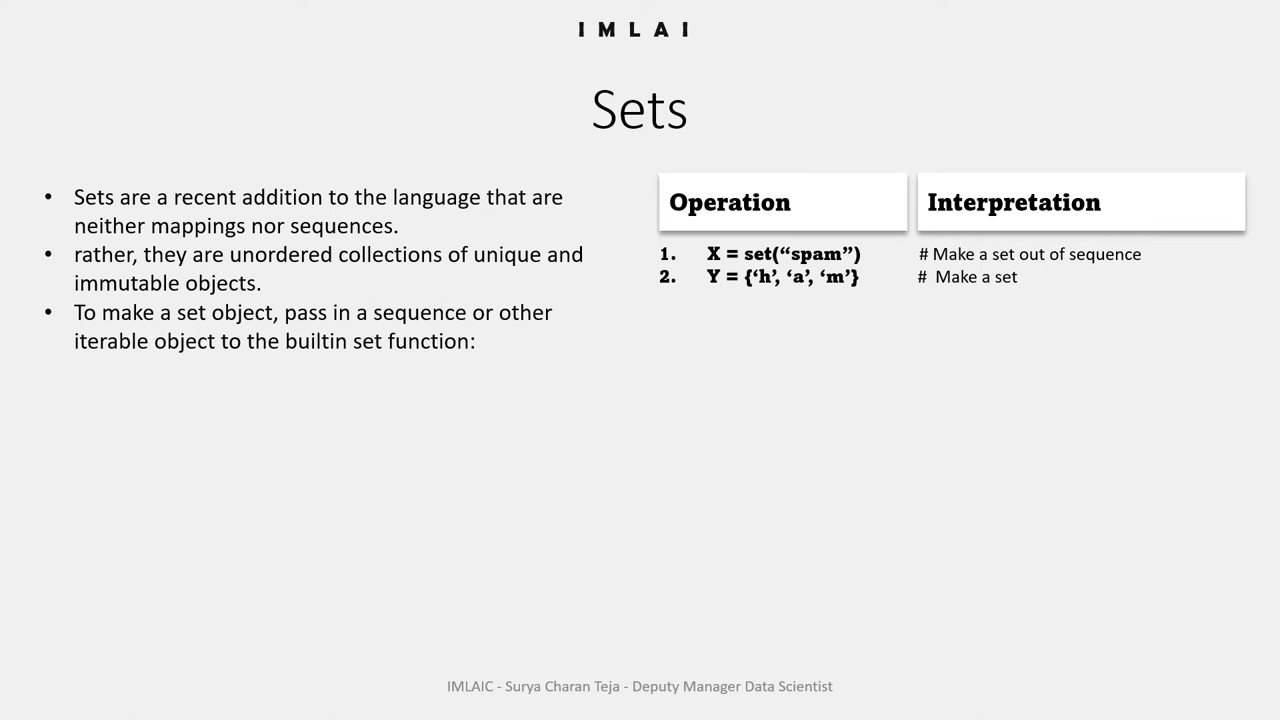 IMLAI
Sets
• Sets are a recent addition to the language that are
neither mappings nor sequences.
• rather, they are unordered collections of unique and
immutable objects.
• To make a set object, pass in a sequence or other
iterable object to the builtin set function:
Operation
Interpretation
1. X = set(“spam”) # Make a set out of sequence
2. Y = {‘h’, ‘a’, ‘m’} # Make a set
IMLAIC - Surya Charan Teja - Deputy Manager Data Scientist